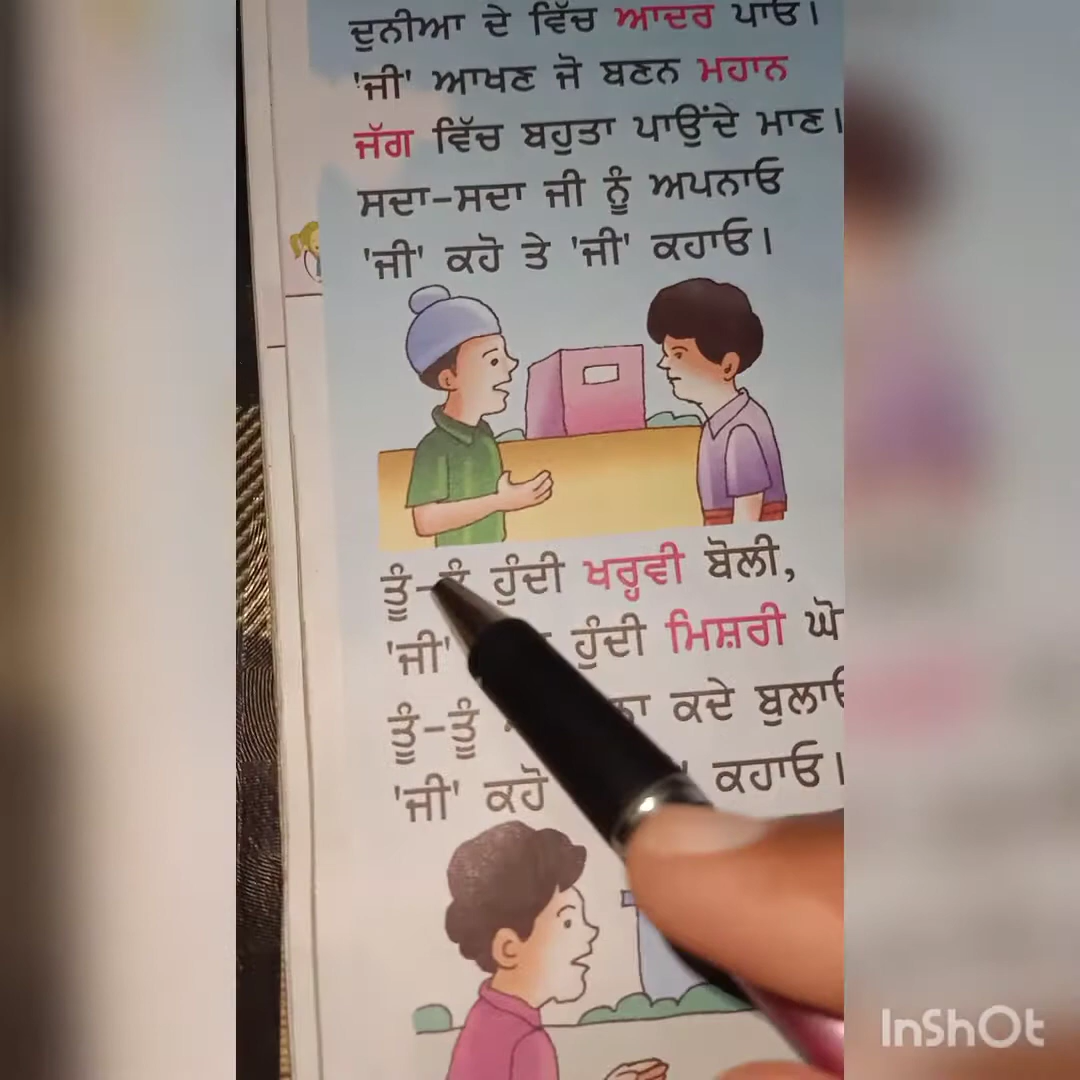 ਦੁਨੀਆ ਦੇ ਵਿੱਚ ਆਦਰ ਪਾਓ।
'ਜੀ' ਆਖਣ ਜੋ ਬਣਨ ਮਹਾਨ
ਜੱਗ ਵਿੱਚ ਬਹੁਤਾ ਪਾਉਂਦੇ ਮਾਣ।
ਸਦਾ-ਸਦਾ ਜੀ ਨੂੰ ਅਪਨਾਓ
'ਜੀ' ਕਹੋ ਤੇ 'ਜੀ' ਕਹਾਓ।
ਤੂੰ-ਤੂੰ ਹੁੰਦੀ ਖਰ੍ਹਵੀ ਬੋਲੀ,
'ਜੀ' ਹੁੰਦੀ ਮਿਸ਼ਰੀ
ਤੂੰ-ਤੂੰ ਕਦੇ
'ਜੀ' ਕਹੋ ਕਹਾਓ।
InShOt